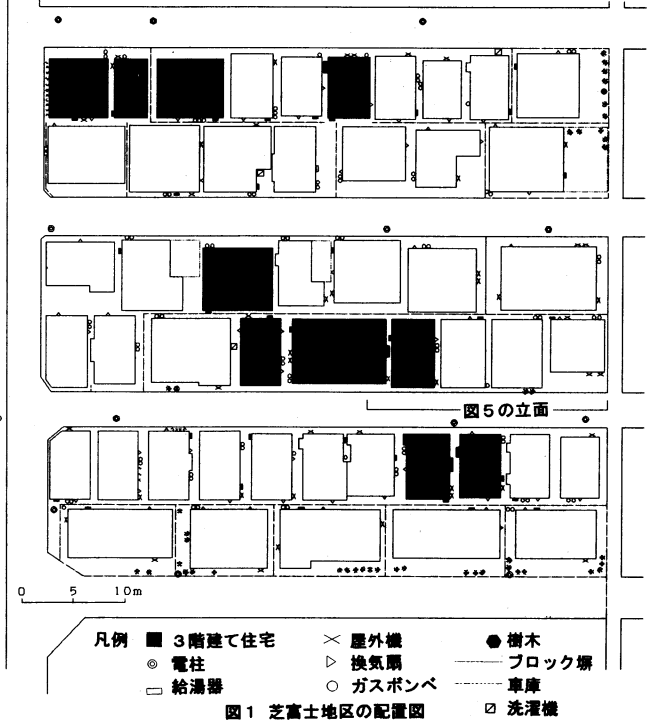 図5の立面
0 5 10m
凡例 3階建て住宅 屋外機 樹木
電柱 換気扇 ブロック塀
給湯器 ガスボンベ 車庫
洗濯機
図1 芝富士地区の配置図